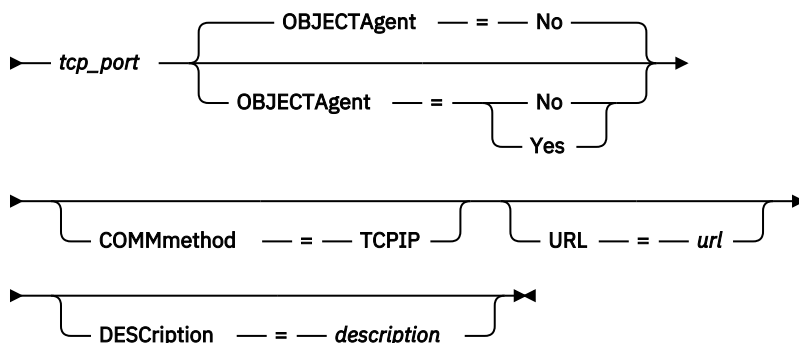 OBJECTAgent = No
tcp_port
OBJECTAgent = No
Yes
COMMmethod = TCPIP URL = url
DESCription = description